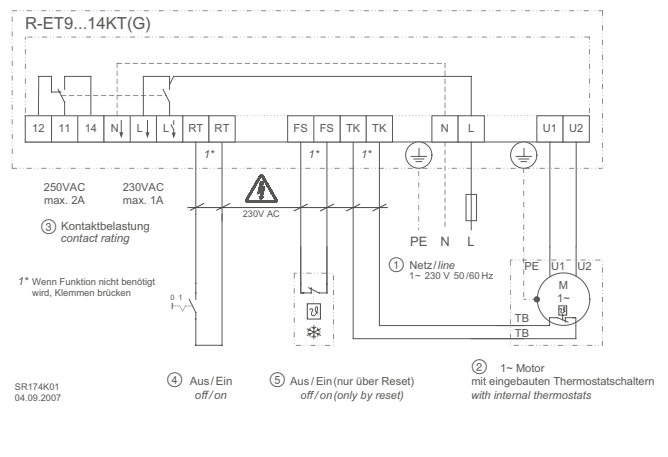 R-ET9...14KT(G)
12 11 14 N L L RT RT FS FS TK TK N L U1 U2
1* 1* 1*
250VAC
max. 2A
230VAC
max. 1A
230V AC
③ Kontaktbelastung
contact rating
PE N L
① Netz/line
1~ 230 V 50/60Hz
1* Wenn Funktion nicht benötigt
wird, Klemmen brücken
PE U1 U2
M
1~
ϑ
0 1
ϑ
TB
TB
④ Aus/Ein
off/on
⑤ Aus/Ein(nur über Reset)
off/on(only by reset)
② 1~ Motor
mit eingebauten Thermostatschaltern
with internal thermostats
SR174K01
04.09.2007